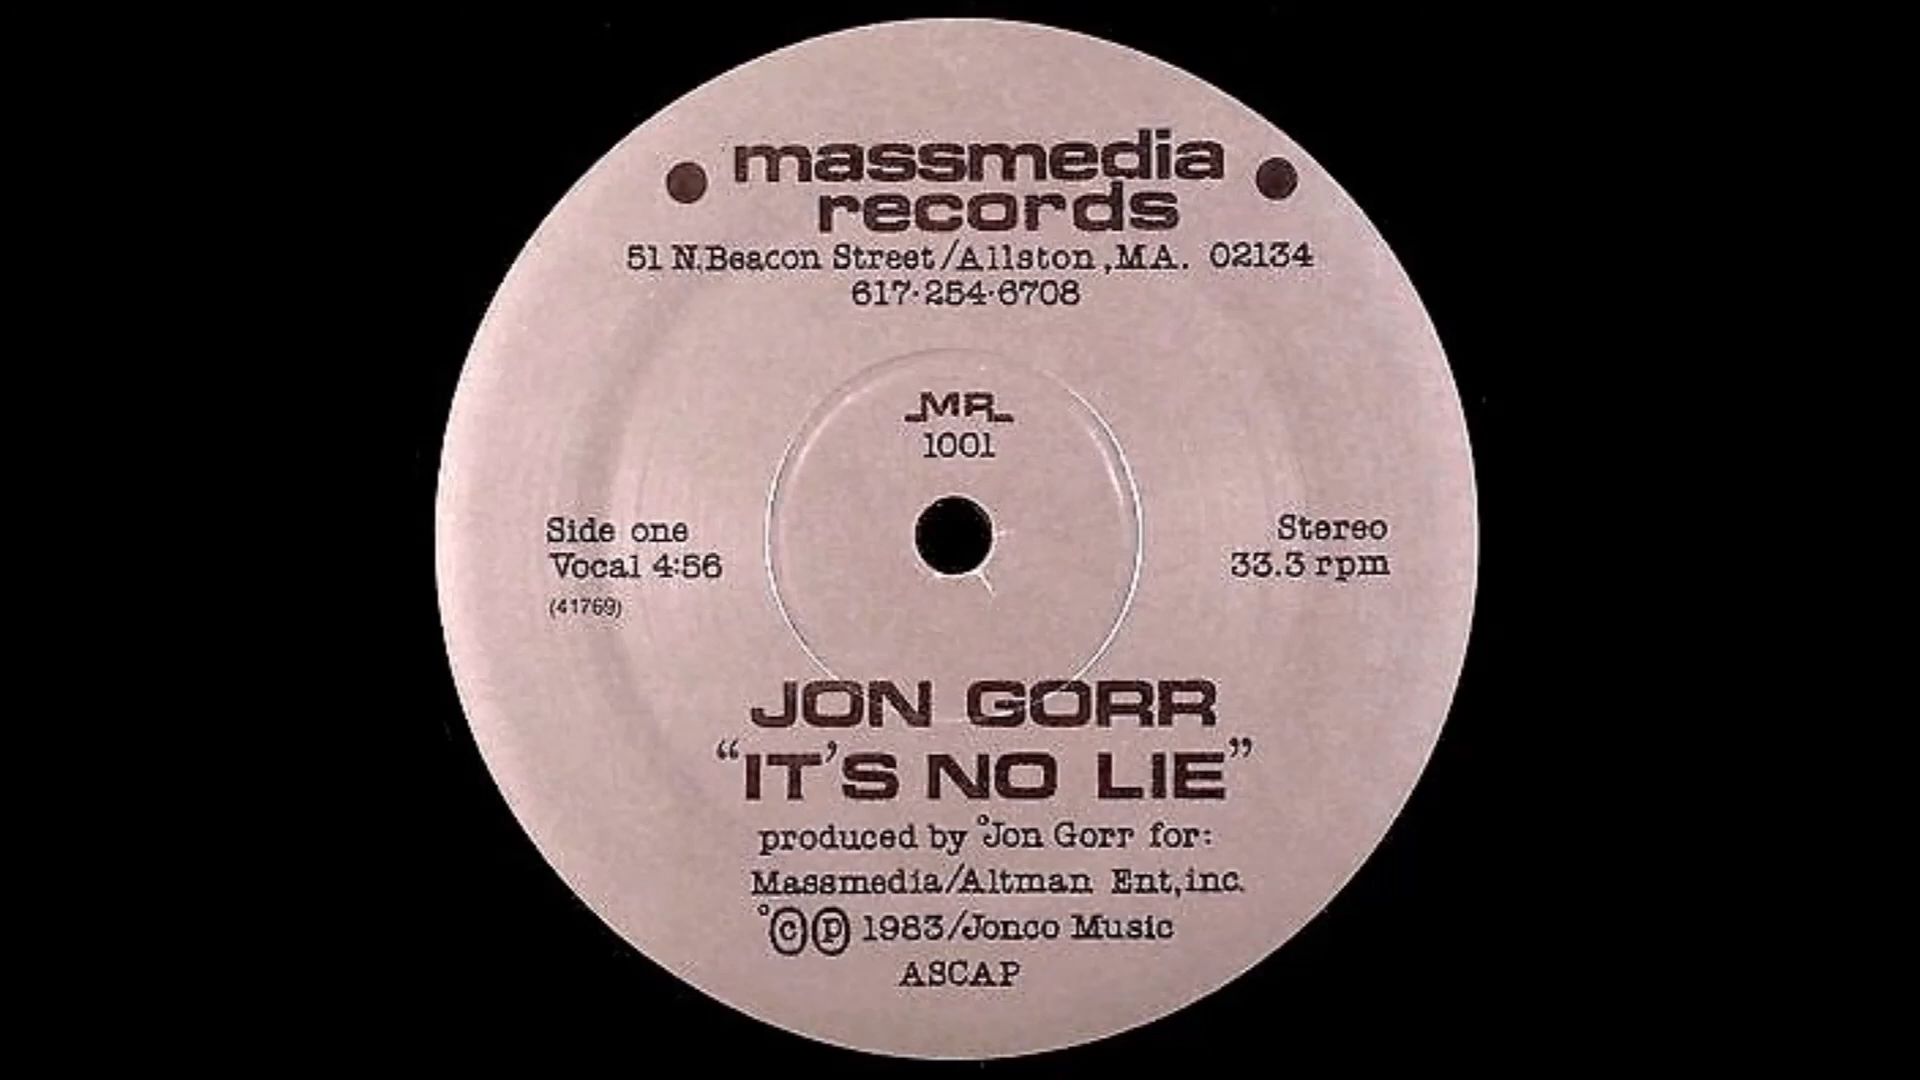 massmedia
records
51 N.Beacon Street/Allston,MA. 02134
617·254·6708
MR
1001
Side one
Vocal 4:56
(41769)
Stereo
33.3 rpm
JON GORR
“IT’S NO LIE”
produced by °Jon Gorr for:
Massmedia/Altman Ent,inc.
°©℗ 1983/Jonco Music
ASCAP